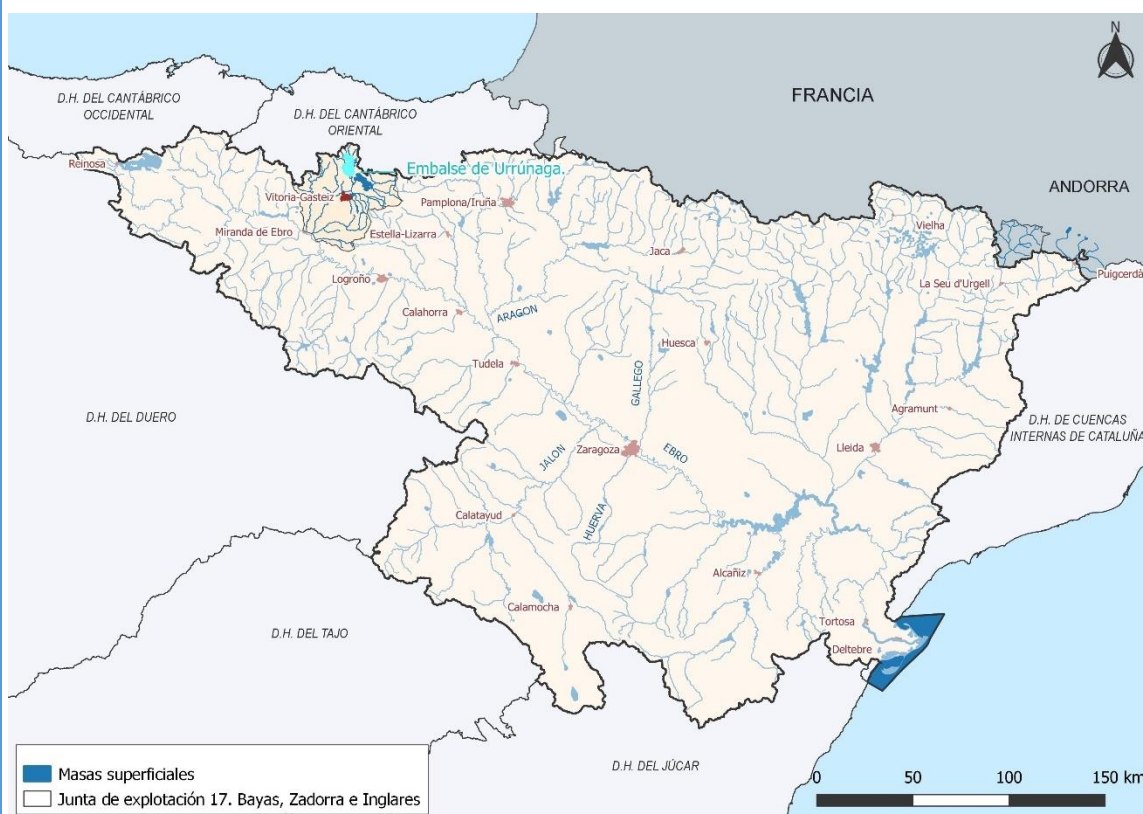 N
FRANCIA
D.H. DEL CANTÁBRICO
OCCIDENTAL
D.H. DEL CANTÁBRICO
ORIENTAL
Reinosa
Embalse de Urrúnaga.
ANDORRA
Vitoria-Gasteiz
Pamplona/Iruña
Miranda de Ebro
Estella-Lizarra
Vielha
Jaca
Puigcerdà
Logroño
La Seu d'Urgell
Calahorra
ARAGON
Huesca
Tudela
GALLEGO
Agramunt
D.H. DEL DUERO
D.H. DE CUENCAS
INTERNAS DE CATALUÑA
JALON
Zaragoza
EBRO
Lleida
Calatayud
HUERVA
Alcañiz
Calamocha
Tortosa
D.H. DEL TAJO
Deltebre
D.H. DEL JÚCAR
Masas superficiales
Junta de explotación 17. Bayas, Zadorra e Inglares
0 50 100 150 km